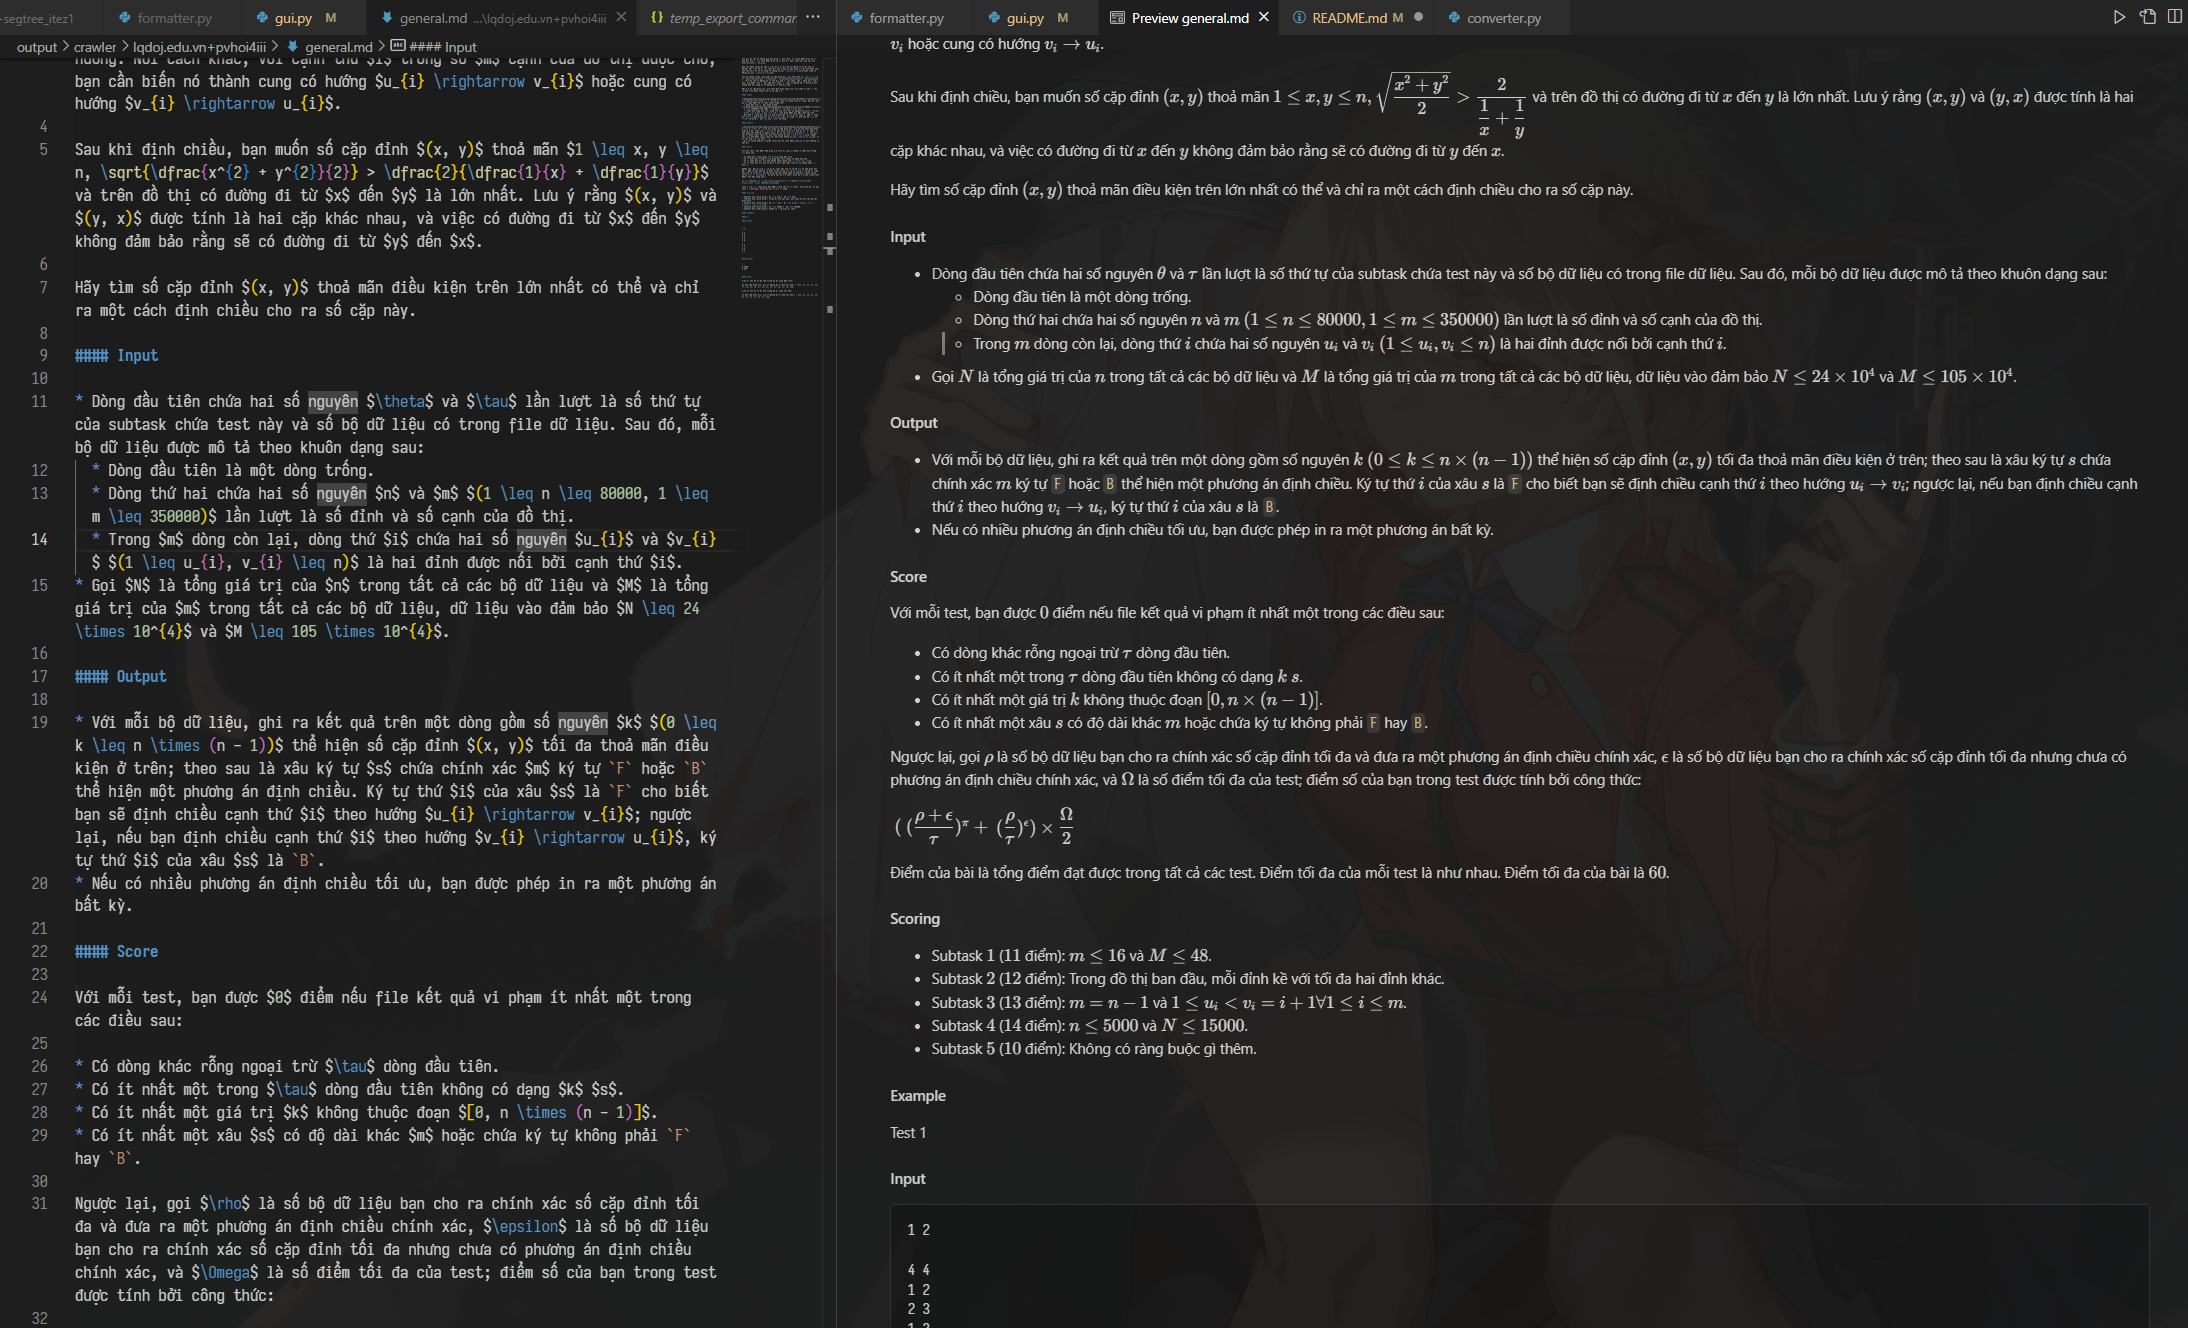 segtree_itez1
formatter.py
gui.py M
general.md ...\lqdoj.edu.vn+pvhoi4iii
temp_export_commar
...
output > crawler > lqdoj.edu.vn+pvhoi4iii > general.md > #### Input
hướng. Nói cách khác, với cạnh thứ $i$ trong số $m$ cạnh của đồ thị được cho,
bạn cần biến nó thành cung có hướng $u_{i} \rightarrow v_{i}$ hoặc cung có
hướng $v_{i} \rightarrow u_{i}$.
4
5 Sau khi định chiều, bạn muốn số cặp đỉnh $(x, y)$ thoả mãn $1 \leq x, y \leq
n, \sqrt{\dfrac{x^{2} + y^{2}}{2}} > \dfrac{2}{\dfrac{1}{x} + \dfrac{1}{y}}$
và trên đồ thị có đường đi từ $x$ đến $y$ là lớn nhất. Lưu ý rằng $(x, y)$ và
$(y, x)$ được tính là hai cặp khác nhau, và việc có đường đi từ $x$ đến $y$
không đảm bảo rằng sẽ có đường đi từ $y$ đến $x$.
6
7 Hãy tìm số cặp đỉnh $(x, y)$ thoả mãn điều kiện trên lớn nhất có thể và chỉ
ra một cách định chiều cho ra số cặp này.
8
9 #### Input
10
11 * Dòng đầu tiên chứa hai số nguyên $\theta$ và $\tau$ lần lượt là số thứ tự
của subtask chứa test này và số bộ dữ liệu có trong file dữ liệu. Sau đó, mỗi
bộ dữ liệu được mô tả theo khuôn dạng sau:
12 * Dòng đầu tiên là một dòng trống.
13 * Dòng thứ hai chứa hai số nguyên $n$ và $m$ $(1 \leq n \leq 80000, 1 \leq
m \leq 350000)$ lần lượt là số đỉnh và số cạnh của đồ thị.
14 * Trong $m$ dòng còn lại, dòng thứ $i$ chứa hai số nguyên $u_{i}$ và $v_{i}
$ $(1 \leq u_{i}, v_{i} \leq n)$ là hai đỉnh được nối bởi cạnh thứ $i$.
15 * Gọi $N$ là tổng giá trị của $n$ trong tất cả các bộ dữ liệu và $M$ là tổng
giá trị của $m$ trong tất cả các bộ dữ liệu, dữ liệu vào đảm bảo $N \leq 24
\times 10^{4}$ và $M \leq 105 \times 10^{4}$.
16
17 #### Output
18
19 * Với mỗi bộ dữ liệu, ghi ra kết quả trên một dòng gồm số nguyên $k$ $(0 \leq
k \leq n \times (n - 1))$ thể hiện số cặp đỉnh $(x, y)$ tối đa thoả mãn điều
kiện ở trên; theo sau là xâu ký tự $s$ chứa chính xác $m$ ký tự `F` hoặc `B`
thể hiện một phương án định chiều. Ký tự thứ $i$ của xâu $s$ là `F` cho biết
bạn sẽ định chiều cạnh thứ $i$ theo hướng $u_{i} \rightarrow v_{i}$; ngược
lại, nếu bạn định chiều cạnh thứ $i$ theo hướng $v_{i} \rightarrow u_{i}$, ký
tự thứ $i$ của xâu $s$ là `B`.
20 * Nếu có nhiều phương án định chiều tối ưu, bạn được phép in ra một phương án
bất kỳ.
21
22 #### Score
23
24 Với mỗi test, bạn được $0$ điểm nếu file kết quả vi phạm ít nhất một trong
các điều sau:
25
26 * Có dòng khác rỗng ngoại trừ $\tau$ dòng đầu tiên.
27 * Có ít nhất một trong $\tau$ dòng đầu tiên không có dạng $k$ $s$.
28 * Có ít nhất một giá trị $k$ không thuộc đoạn $[0, n \times (n - 1)]$.
29 * Có ít nhất một xâu $s$ có độ dài khác $m$ hoặc chứa ký tự không phải `F`
hay `B`.
30
31 Ngược lại, gọi $\rho$ là số bộ dữ liệu bạn cho ra chính xác số cặp đỉnh tối
đa và đưa ra một phương án định chiều chính xác, $\epsilon$ là số bộ dữ liệu
bạn cho ra chính xác số cặp đỉnh tối đa nhưng chưa có phương án định chiều
chính xác, và $\Omega$ là số điểm tối đa của test; điểm số của bạn trong test
được tính bởi công thức:
32
formatter.py
gui.py M
Preview general.md
README.md M
converter.py
v_i hoặc cung có hướng v_i → u_i.
Sau khi định chiều, bạn muốn số cặp đỉnh (x, y) thoả mãn 1 ≤ x, y ≤ n, √((x² + y²)/2) > 2/(1/x + 1/y) và trên đồ thị có đường đi từ x đến y là lớn nhất. Lưu ý rằng (x, y) và (y, x) được tính là hai
cặp khác nhau, và việc có đường đi từ x đến y không đảm bảo rằng sẽ có đường đi từ y đến x.
Hãy tìm số cặp đỉnh (x, y) thoả mãn điều kiện trên lớn nhất có thể và chỉ ra một cách định chiều cho ra số cặp này.
Input
• Dòng đầu tiên chứa hai số nguyên θ và τ lần lượt là số thứ tự của subtask chứa test này và số bộ dữ liệu có trong file dữ liệu. Sau đó, mỗi bộ dữ liệu được mô tả theo khuôn dạng sau:
◦ Dòng đầu tiên là một dòng trống.
◦ Dòng thứ hai chứa hai số nguyên n và m (1 ≤ n ≤ 80000, 1 ≤ m ≤ 350000) lần lượt là số đỉnh và số cạnh của đồ thị.
◦ Trong m dòng còn lại, dòng thứ i chứa hai số nguyên u_i và v_i (1 ≤ u_i, v_i ≤ n) là hai đỉnh được nối bởi cạnh thứ i.
• Gọi N là tổng giá trị của n trong tất cả các bộ dữ liệu và M là tổng giá trị của m trong tất cả các bộ dữ liệu, dữ liệu vào đảm bảo N ≤ 24 × 10⁴ và M ≤ 105 × 10⁴.
Output
• Với mỗi bộ dữ liệu, ghi ra kết quả trên một dòng gồm số nguyên k (0 ≤ k ≤ n × (n − 1)) thể hiện số cặp đỉnh (x, y) tối đa thoả mãn điều kiện ở trên; theo sau là xâu ký tự s chứa
chính xác m ký tự F hoặc B thể hiện một phương án định chiều. Ký tự thứ i của xâu s là F cho biết bạn sẽ định chiều cạnh thứ i theo hướng u_i → v_i; ngược lại, nếu bạn định chiều cạnh
thứ i theo hướng v_i → u_i, ký tự thứ i của xâu s là B.
• Nếu có nhiều phương án định chiều tối ưu, bạn được phép in ra một phương án bất kỳ.
Score
Với mỗi test, bạn được 0 điểm nếu file kết quả vi phạm ít nhất một trong các điều sau:
• Có dòng khác rỗng ngoại trừ τ dòng đầu tiên.
• Có ít nhất một trong τ dòng đầu tiên không có dạng k s.
• Có ít nhất một giá trị k không thuộc đoạn [0, n × (n − 1)].
• Có ít nhất một xâu s có độ dài khác m hoặc chứa ký tự không phải F hay B.
Ngược lại, gọi ρ là số bộ dữ liệu bạn cho ra chính xác số cặp đỉnh tối đa và đưa ra một phương án định chiều chính xác, ϵ là số bộ dữ liệu bạn cho ra chính xác số cặp đỉnh tối đa nhưng chưa có
phương án định chiều chính xác, và Ω là số điểm tối đa của test; điểm số của bạn trong test được tính bởi công thức:
(((ρ + ϵ)/τ)^π + (ρ/τ)^ϵ) × Ω/2
Điểm của bài là tổng điểm đạt được trong tất cả các test. Điểm tối đa của mỗi test là như nhau. Điểm tối đa của bài là 60.
Scoring
• Subtask 1 (11 điểm): m ≤ 16 và M ≤ 48.
• Subtask 2 (12 điểm): Trong đồ thị ban đầu, mỗi đỉnh kề với tối đa hai đỉnh khác.
• Subtask 3 (13 điểm): m = n − 1 và 1 ≤ u_i < v_i = i + 1∀1 ≤ i ≤ m.
• Subtask 4 (14 điểm): n ≤ 5000 và N ≤ 15000.
• Subtask 5 (10 điểm): Không có ràng buộc gì thêm.
Example
Test 1
Input
1 2
4 4
1 2
2 3